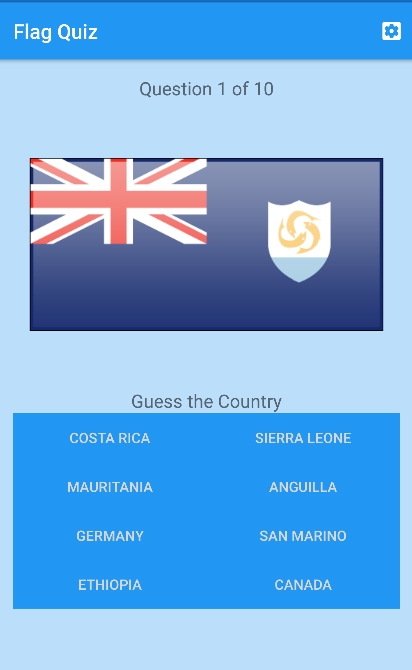 Flag Quiz
Question 1 of 10
Guess the Country
COSTA RICA SIERRA LEONE
MAURITANIA ANGUILLA
GERMANY SAN MARINO
ETHIOPIA CANADA